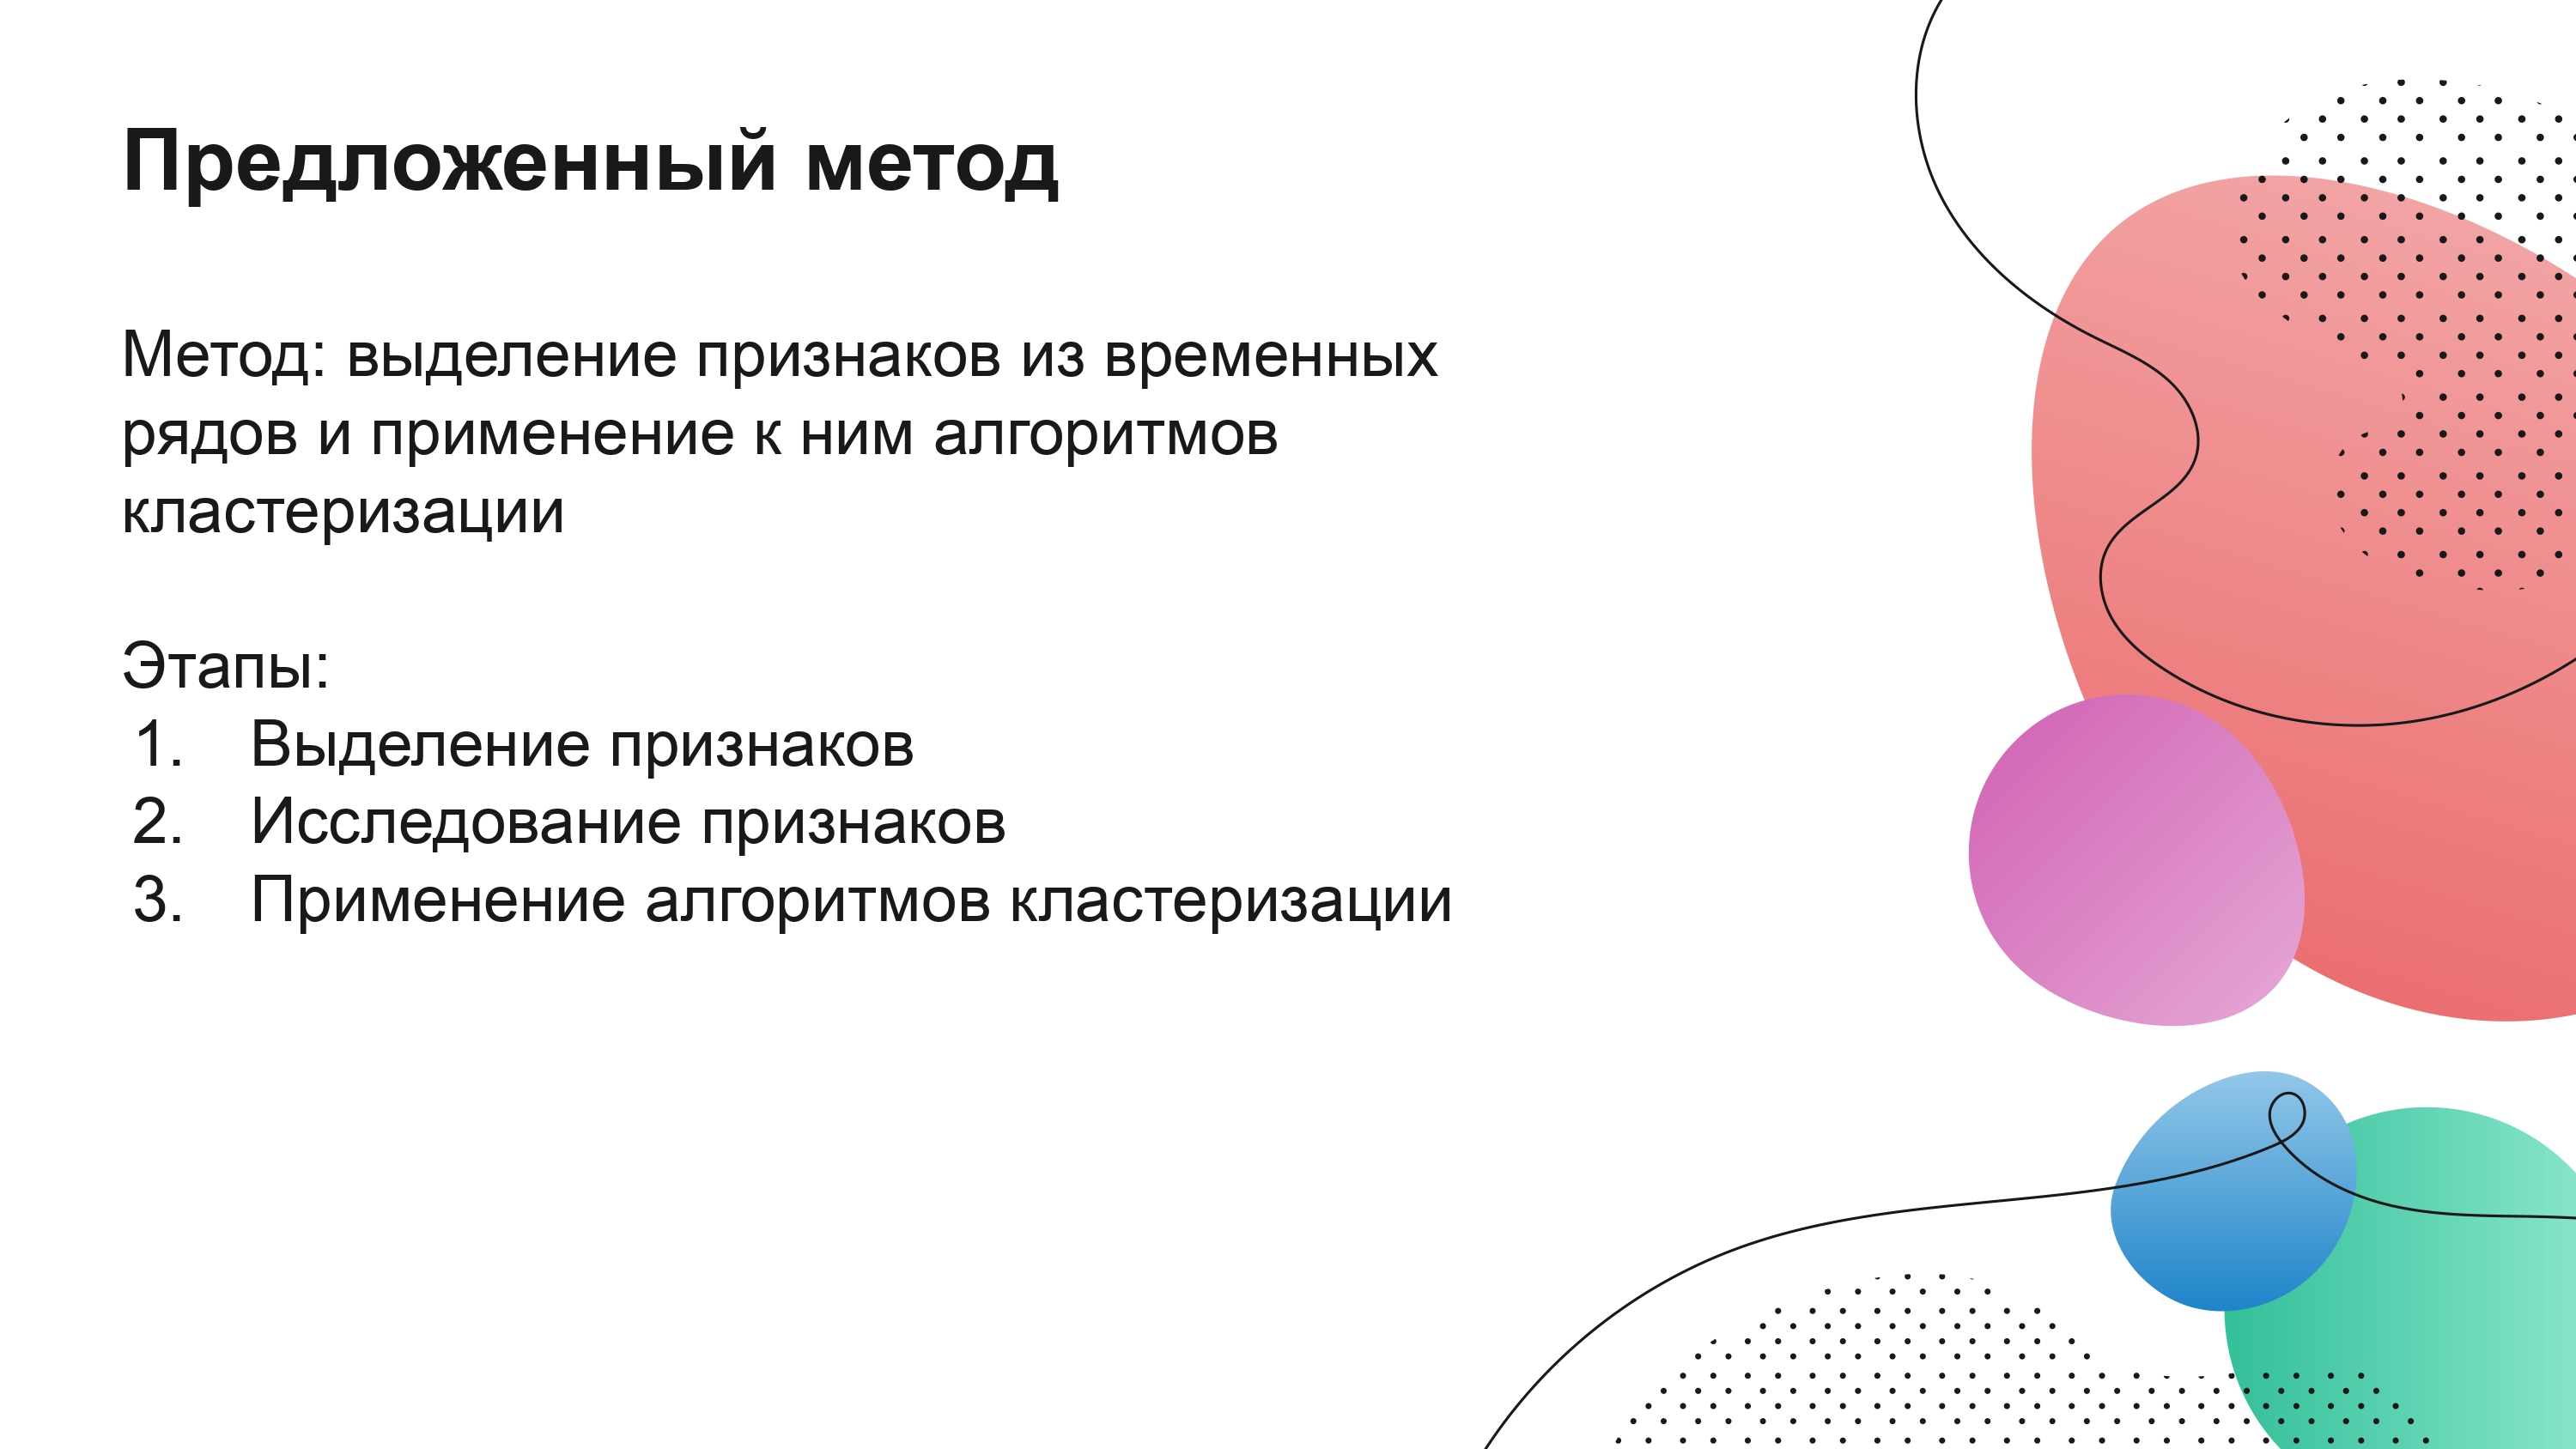 Предложенный метод
Метод: выделение признаков из временных
рядов и применение к ним алгоритмов
кластеризации
Этапы:
1. Выделение признаков
2. Исследование признаков
3. Применение алгоритмов кластеризации